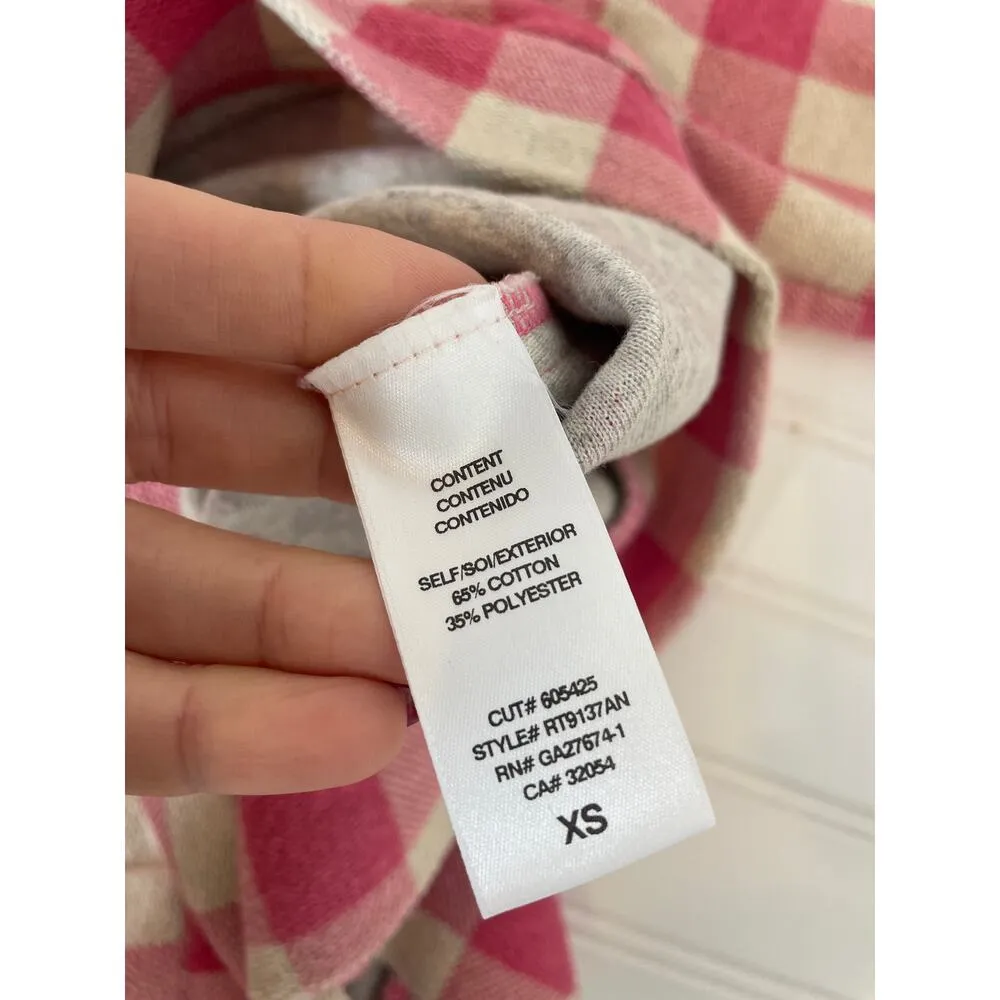 CONTENT
CONTENU
CONTENIDO
SELF/SOI/EXTERIOR
65% COTTON
35% POLYESTER
CUT# 605425
STYLE# RT9137AN
RN# GA27674-1
CA# 32054
XS